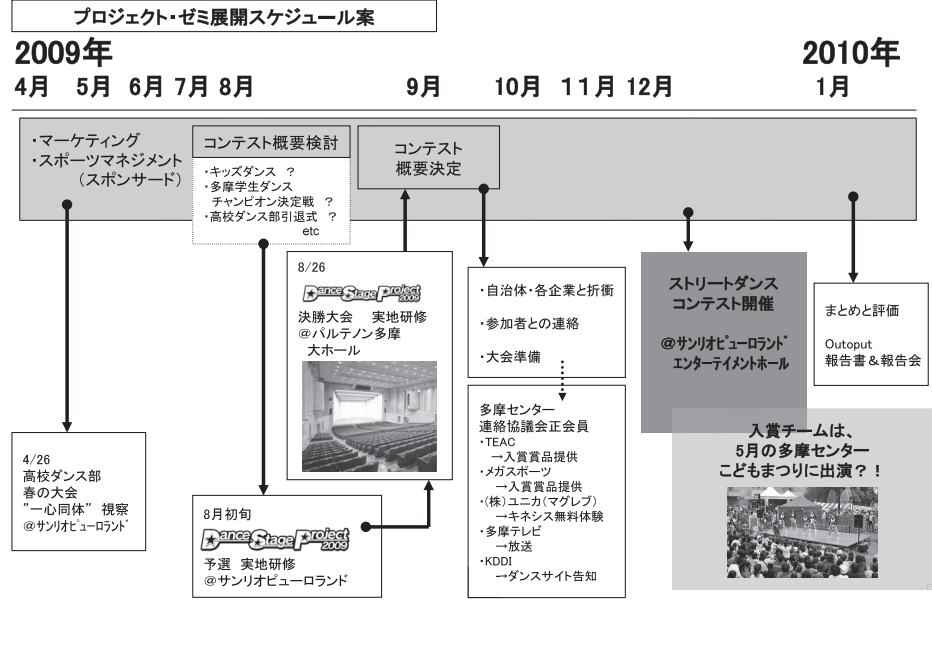 プロジェクト・ゼミ展開スケジュール案
2009年
2010年
4月 5月 6月 7月 8月 9月 10月 11月 12月 1月
・マーケティング
・スポーツマネジメント
（スポンサード）
コンテスト概要検討
・キッズダンス ？
・多摩学生ダンス
チャンピオン決定戦 ？
・高校ダンス部引退式 ？
etc
コンテスト
概要決定
8/26
Dance Stage Project
2009
決勝大会 実地研修
＠パルテノン多摩
大ホール
・自治体・各企業と折衝
・参加者との連絡
・大会準備
ストリートダンス
コンテスト開催
＠サンリオピューロランド
エンターテイメントホール
まとめと評価
Outoput
報告書＆報告会
4/26
高校ダンス部
春の大会
”一心同体” 視察
＠サンリオピューロランド
8月初旬
Dance Stage Project
2009
予選 実地研修
＠サンリオピューロランド
多摩センター
連絡協議会正会員
・TEAC
→入賞賞品提供
・メガスポーツ
→入賞賞品提供
・(株)ユニカ(マグレブ)
→キネシス無料体験
・多摩テレビ
→放送
・KDDI
→ダンスサイト告知
入賞チームは、
5月の多摩センター
こどもまつりに出演？！